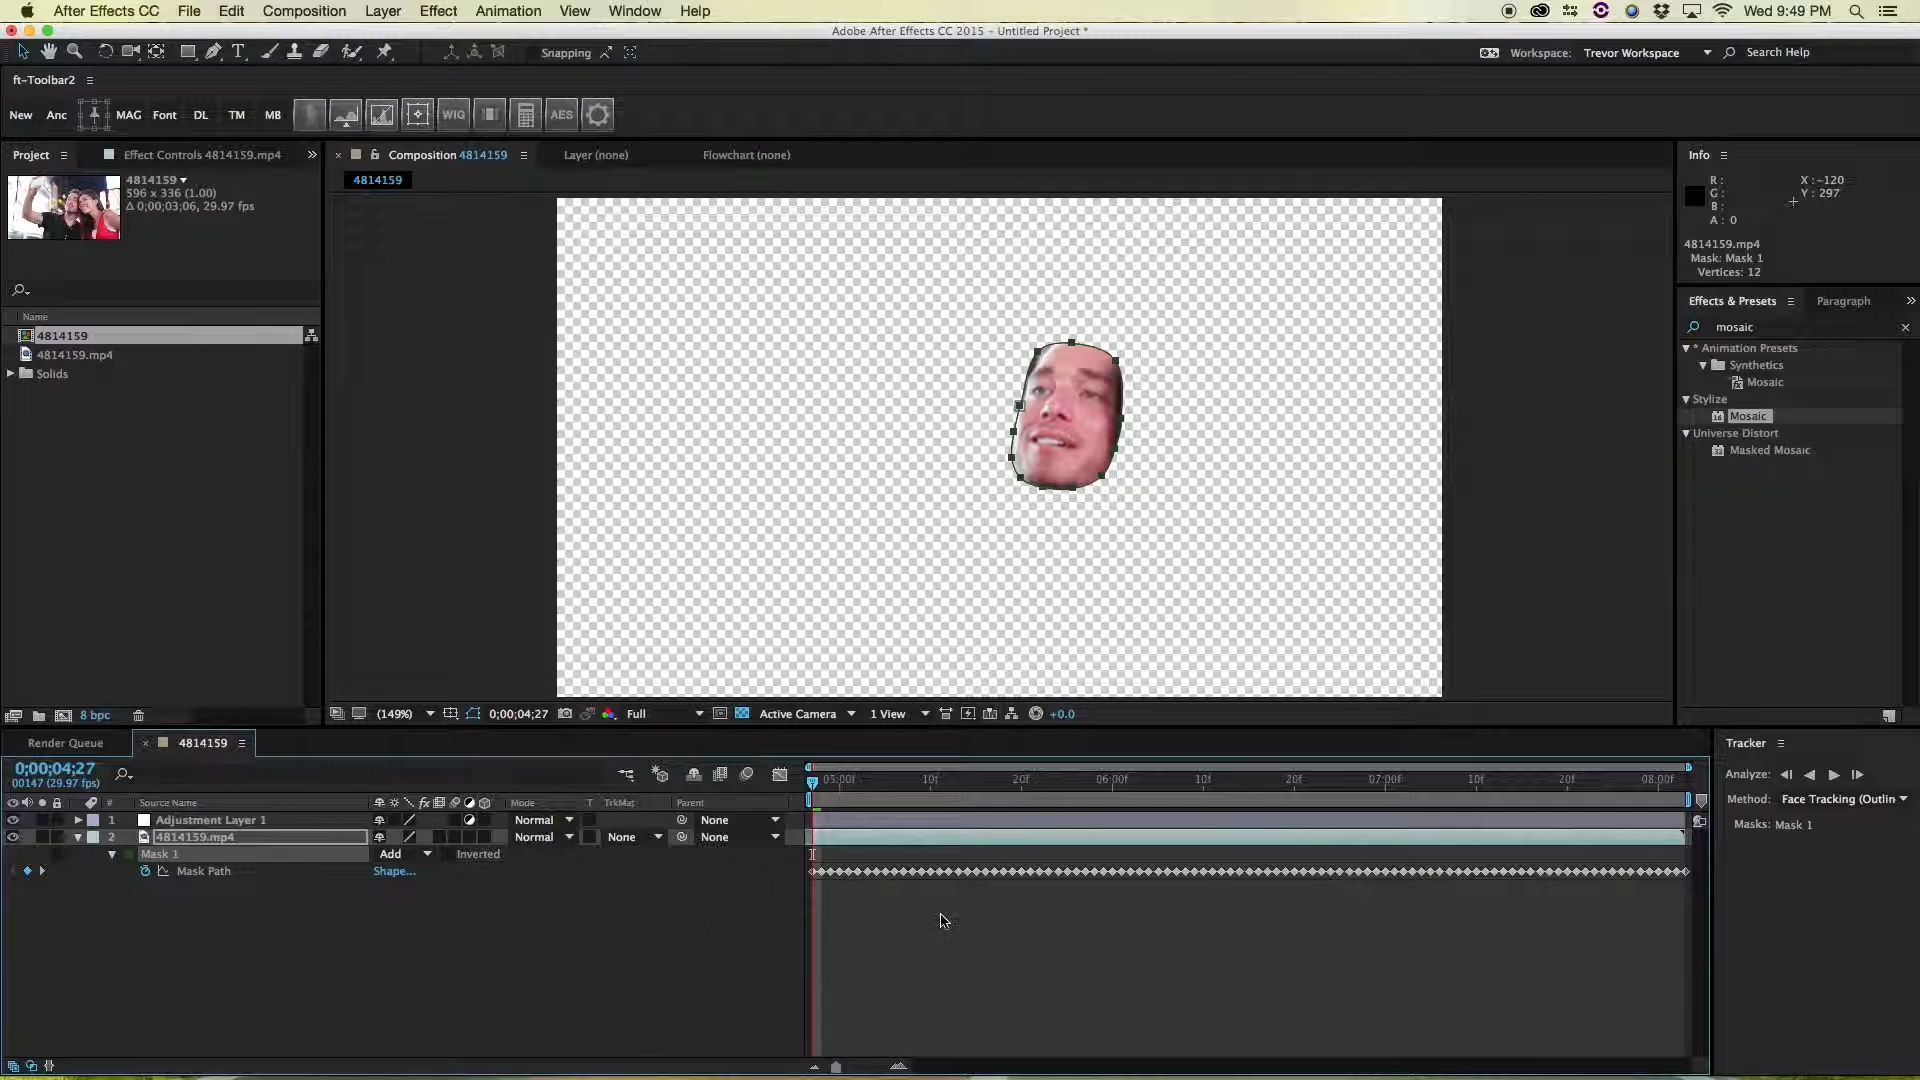 After Effects CC File Edit Composition Layer Effect Animation View Window Help Wed 9:49 PM
Adobe After Effects CC 2015 - Untitled Project *
T Snapping Workspace: Trevor Workspace Search Help
ft-Toolbar2
New Anc MAG Font DL TM MB WIG AES
Project Effect Controls 4814159.mp4 » × Composition 4814159 Layer (none) Flowchart (none) Info
4814159
4814159
596 x 336 (1.00)
Δ 0;00;03;06, 29.97 fps
R : X : -120
G : Y : 297
B :
A : 0
4814159.mp4
Mask: Mask 1
Vertices: 12
Effects & Presets Paragraph »
mosaic ×
* Animation Presets
Synthetics
Mosaic
Stylize
Mosaic
Universe Distort
Masked Mosaic
Name
4814159
4814159.mp4
Solids
8 bpc
(149%) 0;00;04;27 Full Active Camera 1 View +0.0
Render Queue × 4814159
0;00;04;27
00147 (29.97 fps)
05:00f 10f 20f 06:00f 10f 20f 07:00f 10f 20f 08:00f
# Source Name fx Mode T TrkMat Parent
1 Adjustment Layer 1 Normal None
2 4814159.mp4 Normal None None
Mask 1 Add Inverted
Mask Path Shape...
Tracker
Analyze:
Method: Face Tracking (Outlin
Masks: Mask 1